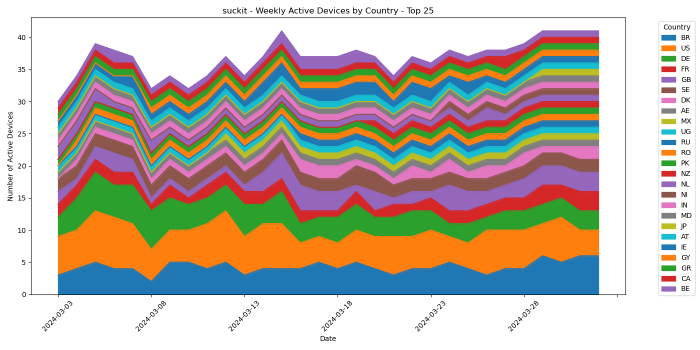 suckit - Weekly Active Devices by Country - Top 25
Number of Active Devices
40
35
30
25
20
15
10
5
0
2024-03-03
2024-03-08
2024-03-13
2024-03-18
2024-03-23
2024-03-28
Date
Country
BR
US
DE
FR
GB
SE
DK
AE
MX
UG
RU
RO
PK
NZ
NL
NI
IN
MD
JP
AT
IE
GY
GR
CA
BE